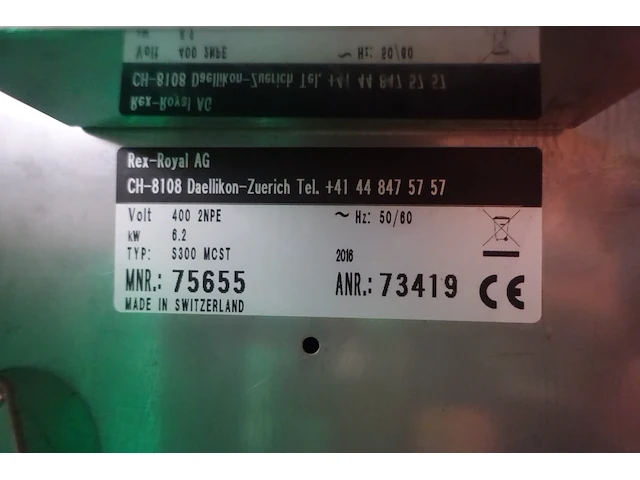 Rex-Royal AG
CH-8108 Daellikon-Zuerich Tel. +41 44 847 57 57
Volt 400 2NPE ~ Hz: 50/60
kW 6.2
TYP: S300 MCST 2016
MNR.: 75655 ANR.: 73419 CE
MADE IN SWITZERLAND